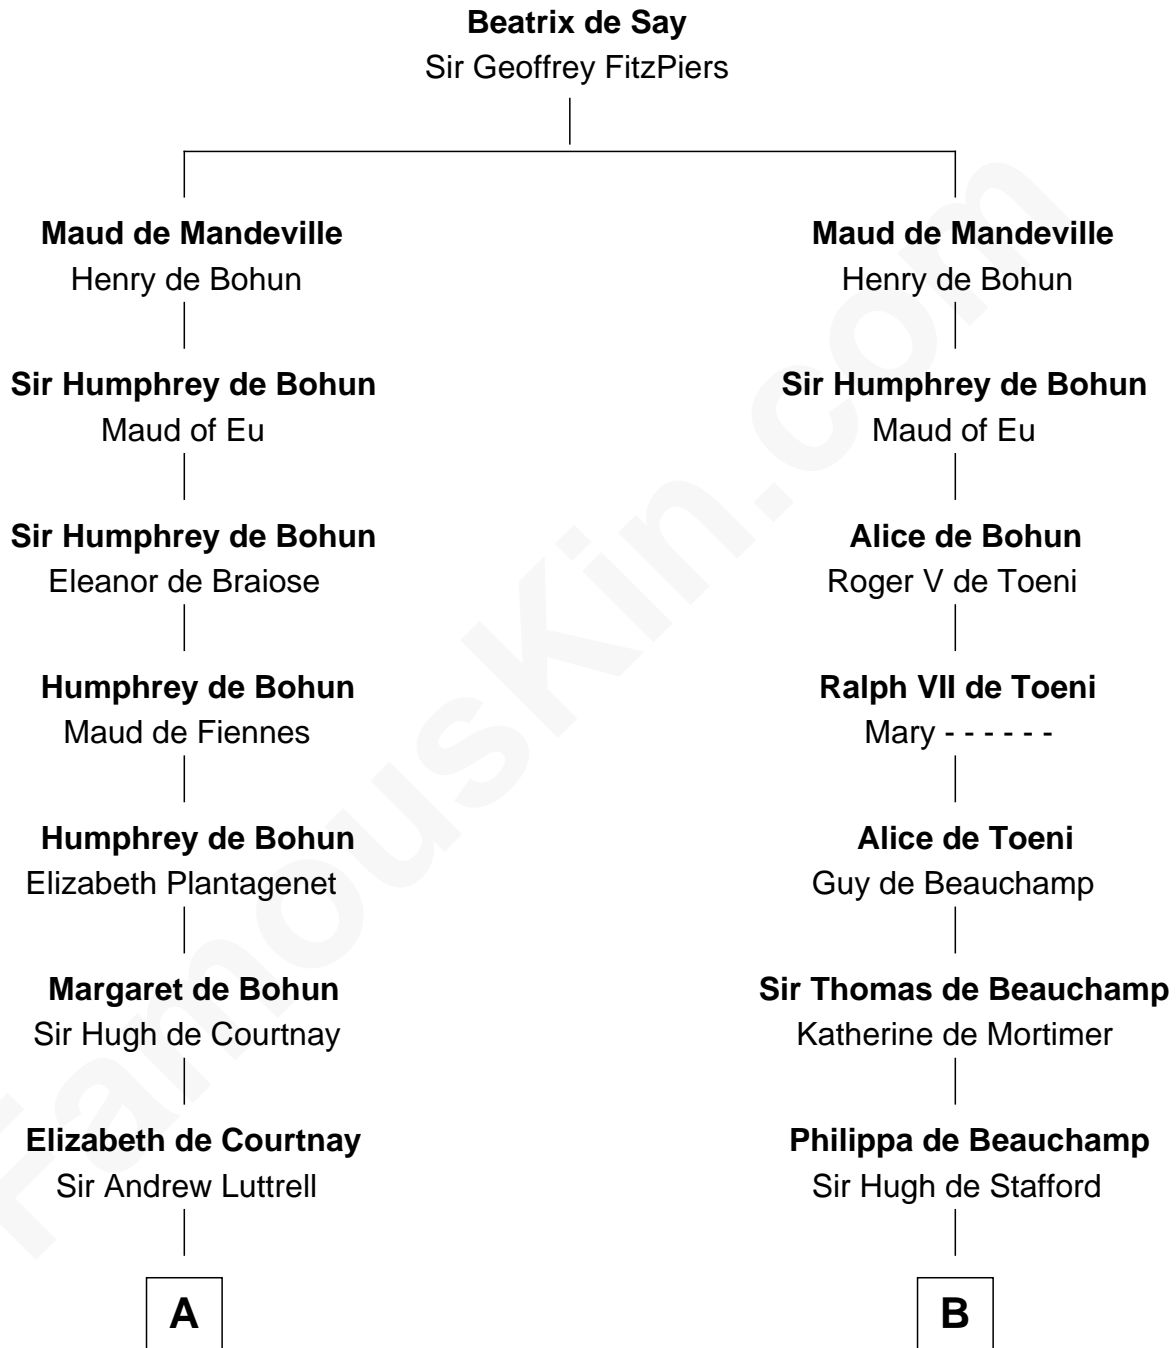 Beatrix de Say
Sir Geoffrey FitzPiers
Maud de Mandeville
Henry de Bohun
Sir Humphrey de Bohun
Maud of Eu
Sir Humphrey de Bohun
Eleanor de Braiose
Humphrey de Bohun
Maud de Fiennes
Humphrey de Bohun
Elizabeth Plantagenet
Margaret de Bohun
Sir Hugh de Courtnay
Elizabeth de Courtnay
Sir Andrew Luttrell
A
Maud de Mandeville
Henry de Bohun
Sir Humphrey de Bohun
Maud of Eu
Alice de Bohun
Roger V de Toeni
Ralph VII de Toeni
Mary - - - - - -
Alice de Toeni
Guy de Beauchamp
Sir Thomas de Beauchamp
Katherine de Mortimer
Philippa de Beauchamp
Sir Hugh de Stafford
B
FamousKin.com